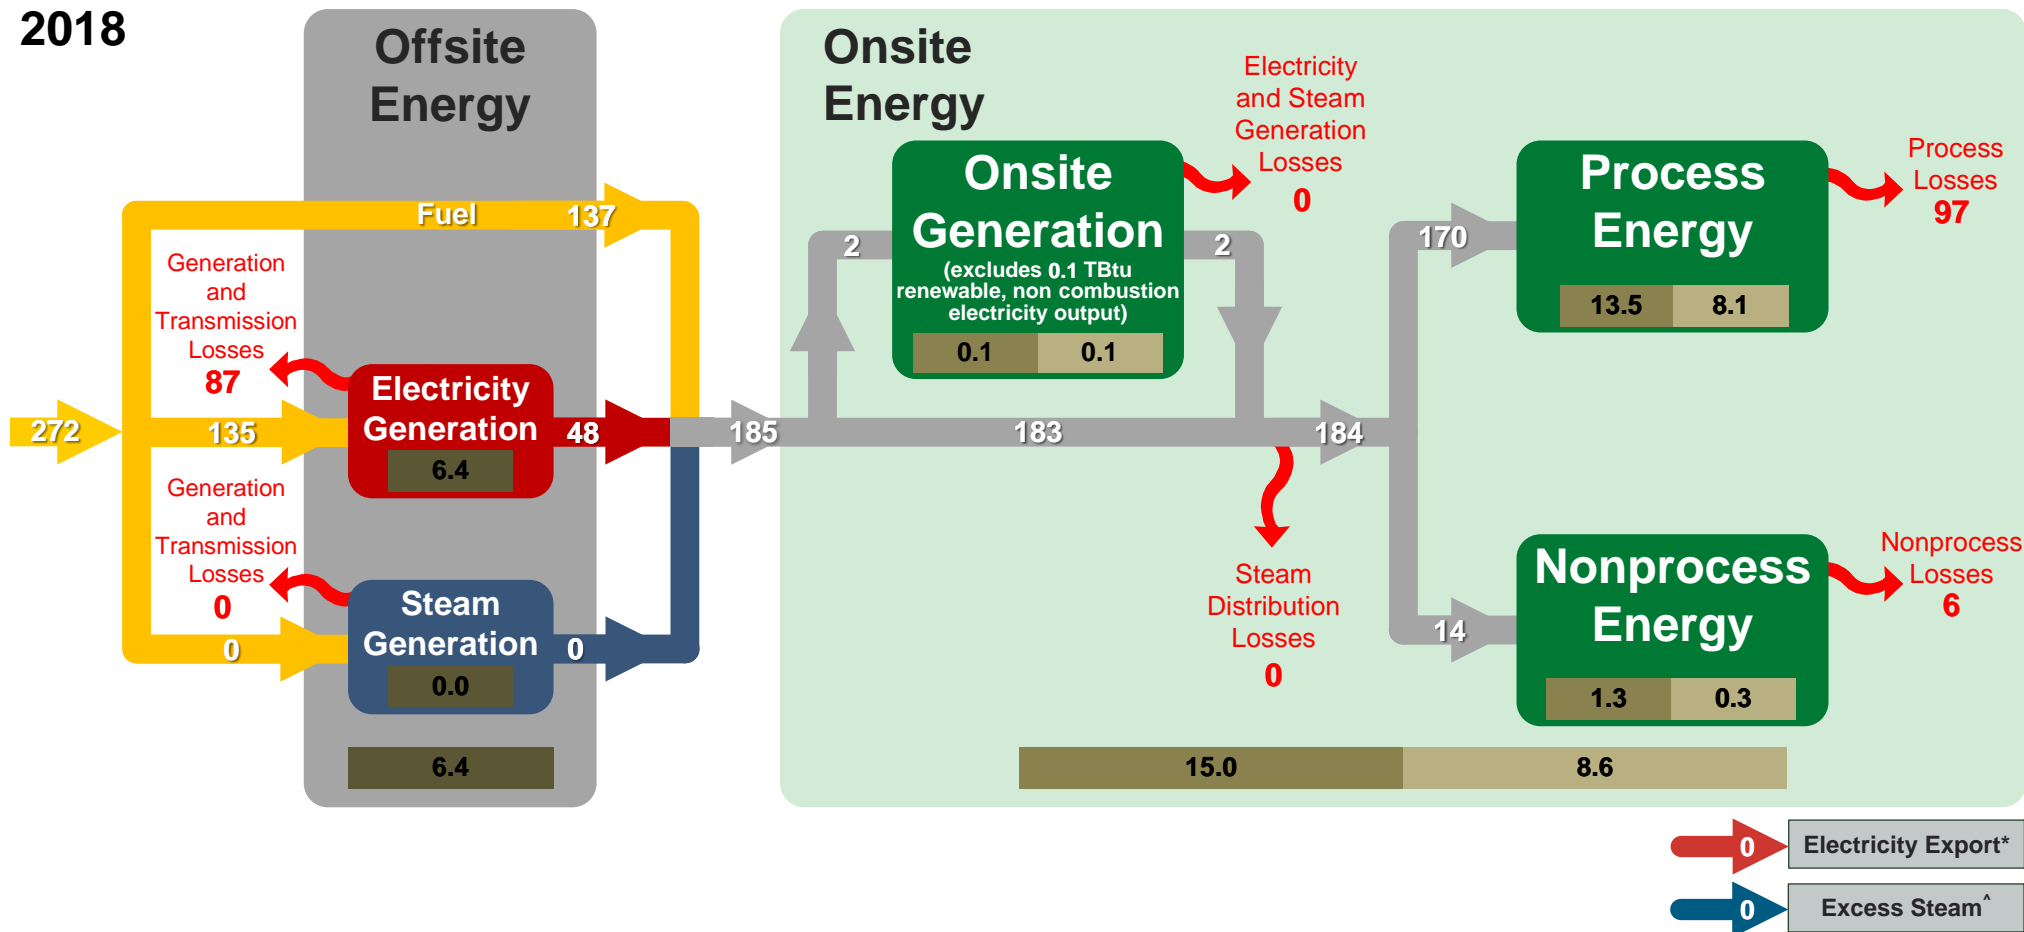 2018
Offsite
Energy
Onsite
Energy
Fuel
137
Generation
and
Transmission
Losses
87
272
135
Electricity
Generation
6.4
48
Generation
and
Transmission
Losses
0
0
Steam
Generation
0.0
0
6.4
185
2
Onsite
Generation
(excludes 0.1 TBtu
renewable, non combustion
electricity output)
0.1 0.1
2
Electricity
and Steam
Generation
Losses
0
183
184
Steam
Distribution
Losses
0
170
Process
Energy
13.5 8.1
Process
Losses
97
14
Nonprocess
Energy
1.3 0.3
Nonprocess
Losses
6
15.0 8.6
0 Electricity Export*
0 Excess Steam^